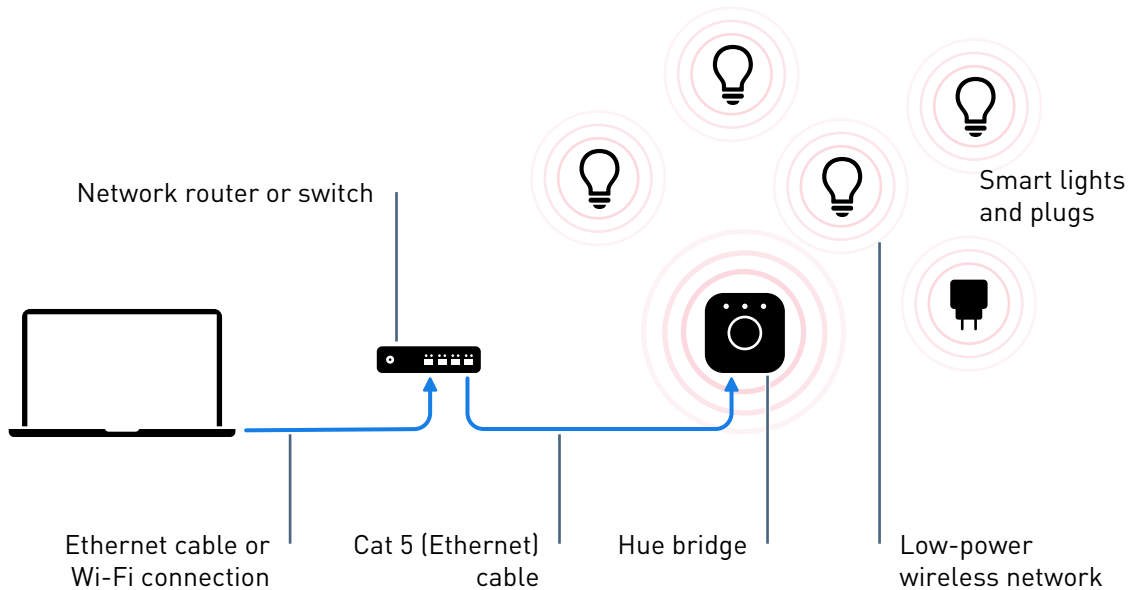 Smart lights
and plugs
Network router or switch
Ethernet cable or
Wi-Fi connection
Cat 5 (Ethernet)
cable
Hue bridge
Low-power
wireless network